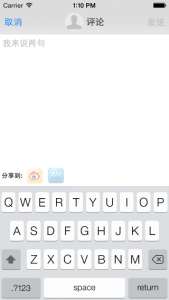 Carrier 1:10 PM
取消 评论 发送
我来说两句
分享到:
Q W E R T Y U I O P
A S D F G H J K L
Z X C V B N M
.?123 space return